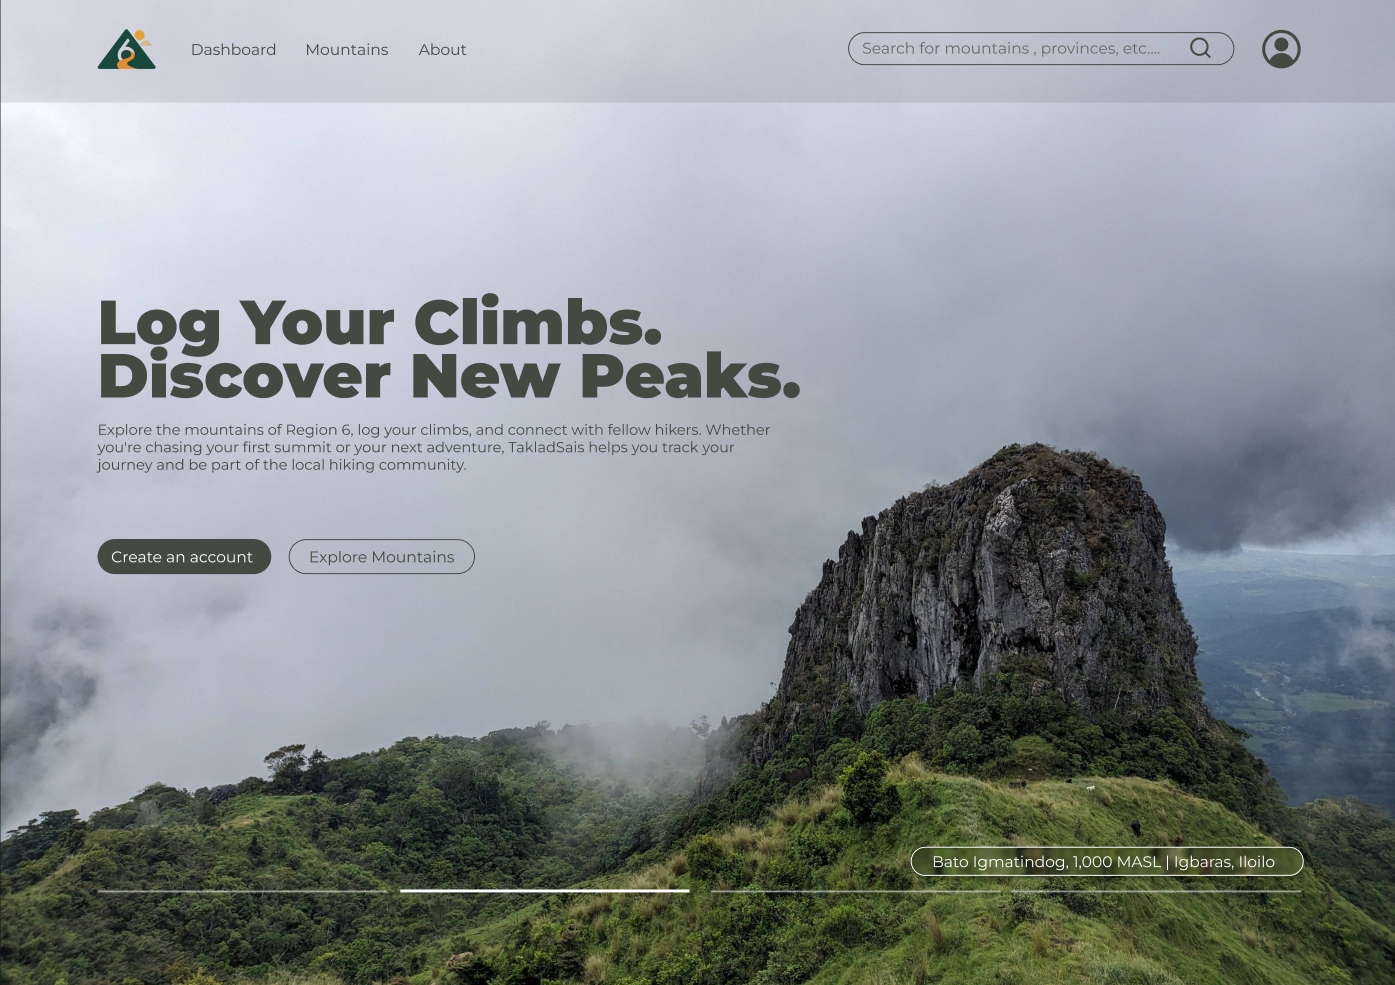 6
Dashboard
Mountains
About
Search for mountains , provinces, etc....
Log Your Climbs.
Discover New Peaks.
Explore the mountains of Region 6, log your climbs, and connect with fellow hikers. Whether
you're chasing your first summit or your next adventure, TakladSais helps you track your
journey and be part of the local hiking community.
Create an account
Explore Mountains
Bato Igmatindog, 1,000 MASL | Igbaras, Iloilo